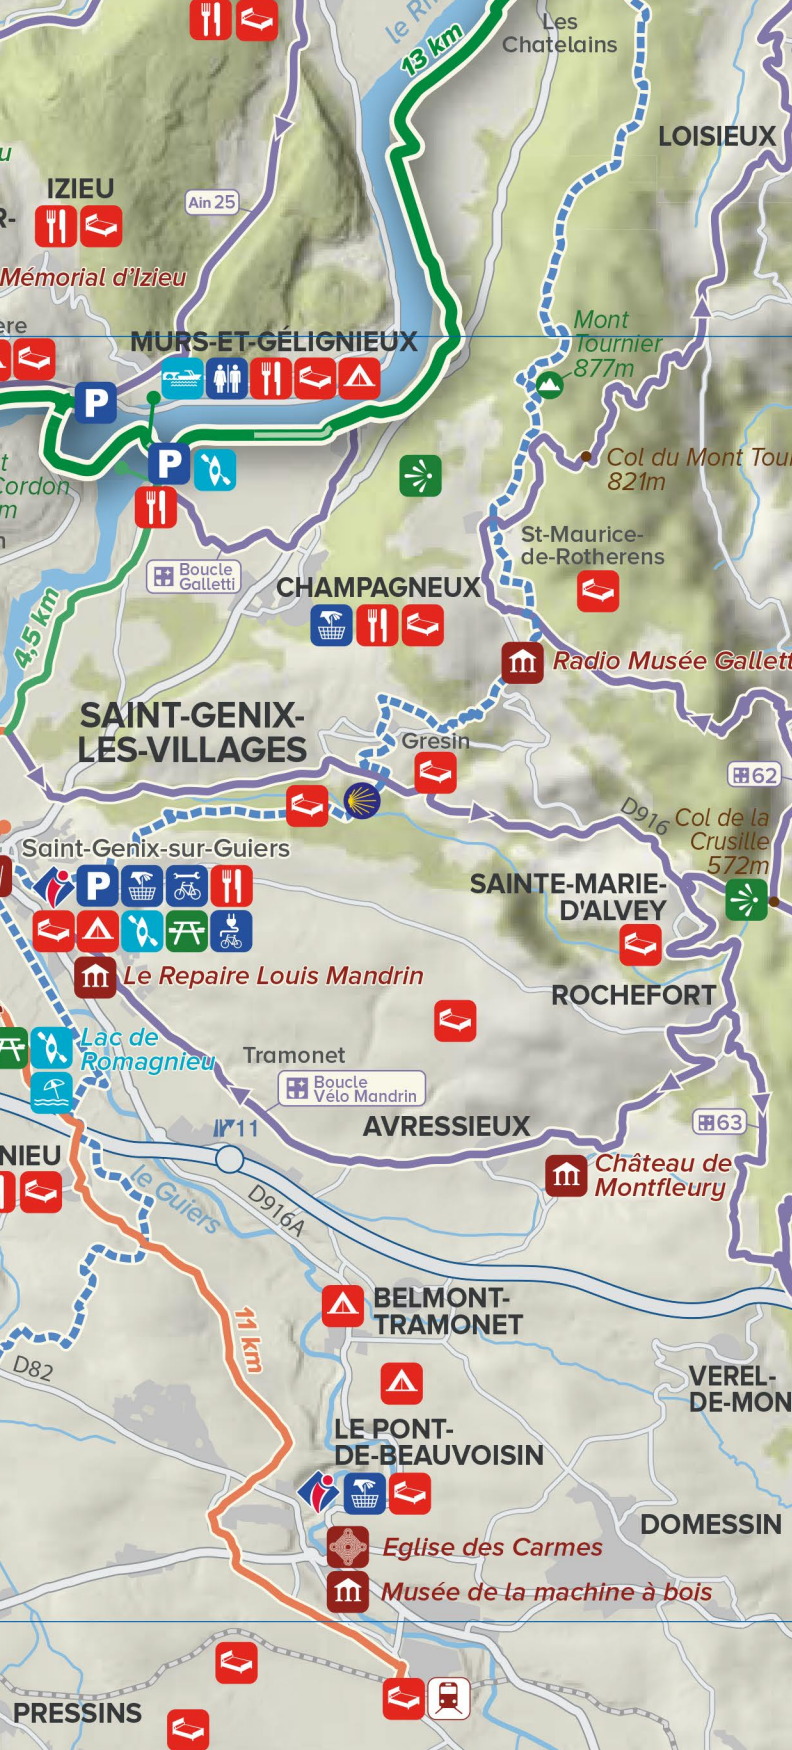 Les
Chatelains
le Rh
13 km
LOISIEUX
IZIEU
Ain 25
R-
Mémorial d'Izieu
ère
MURS-ET-GÉLIGNIEUX
Mont
Tournier
877m
P
P
Cordon
Col du Mont Tour
821m
St-Maurice-
de-Rotherens
Boucle
Galletti
CHAMPAGNEUX
4,5 km
Radio Musée Gallett
SAINT-GENIX-
LES-VILLAGES
Gresin
62
D916
Col de la
Crusille
572m
Saint-Genix-sur-Guiers
P
SAINTE-MARIE-
D'ALVEY
Le Repaire Louis Mandrin
ROCHEFORT
Lac de
Romagnieu
Tramonet
Boucle
Vélo Mandrin
11
AVRESSIEUX
63
NIEU
Château de
Montfleury
le Guiers
D916A
BELMONT-
TRAMONET
11 km
D82
VEREL-
DE-MON
LE PONT-
DE-BEAUVOISIN
DOMESSIN
Eglise des Carmes
Musée de la machine à bois
PRESSINS